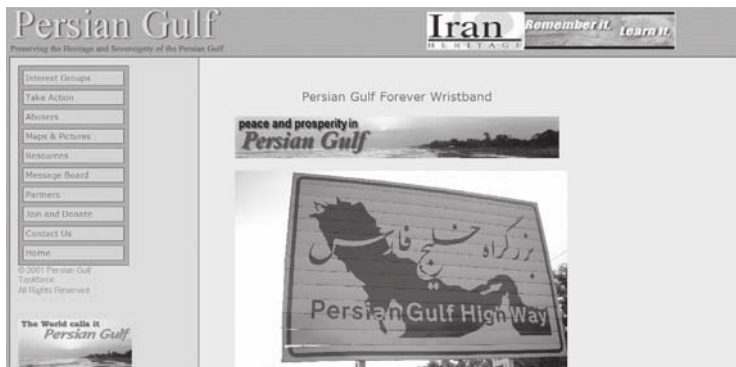 Persian Gulf
Preserving the Heritage and Sovereignty of the Persian Gulf
Iran
HERITAGE
Remember it.
Learn it.
Interest Groups
Take Action
Abusers
Maps & Pictures
Resources
Message Board
Partners
Join and Donate
Contact Us
Home
© 2001 Persian Gulf
Taskforce
All Rights Reserved.
The World calls it
Persian Gulf
Persian Gulf Forever Wristband
peace and prosperity in
Persian Gulf
بزرگراه خلیج فارس
Persian Gulf High Way